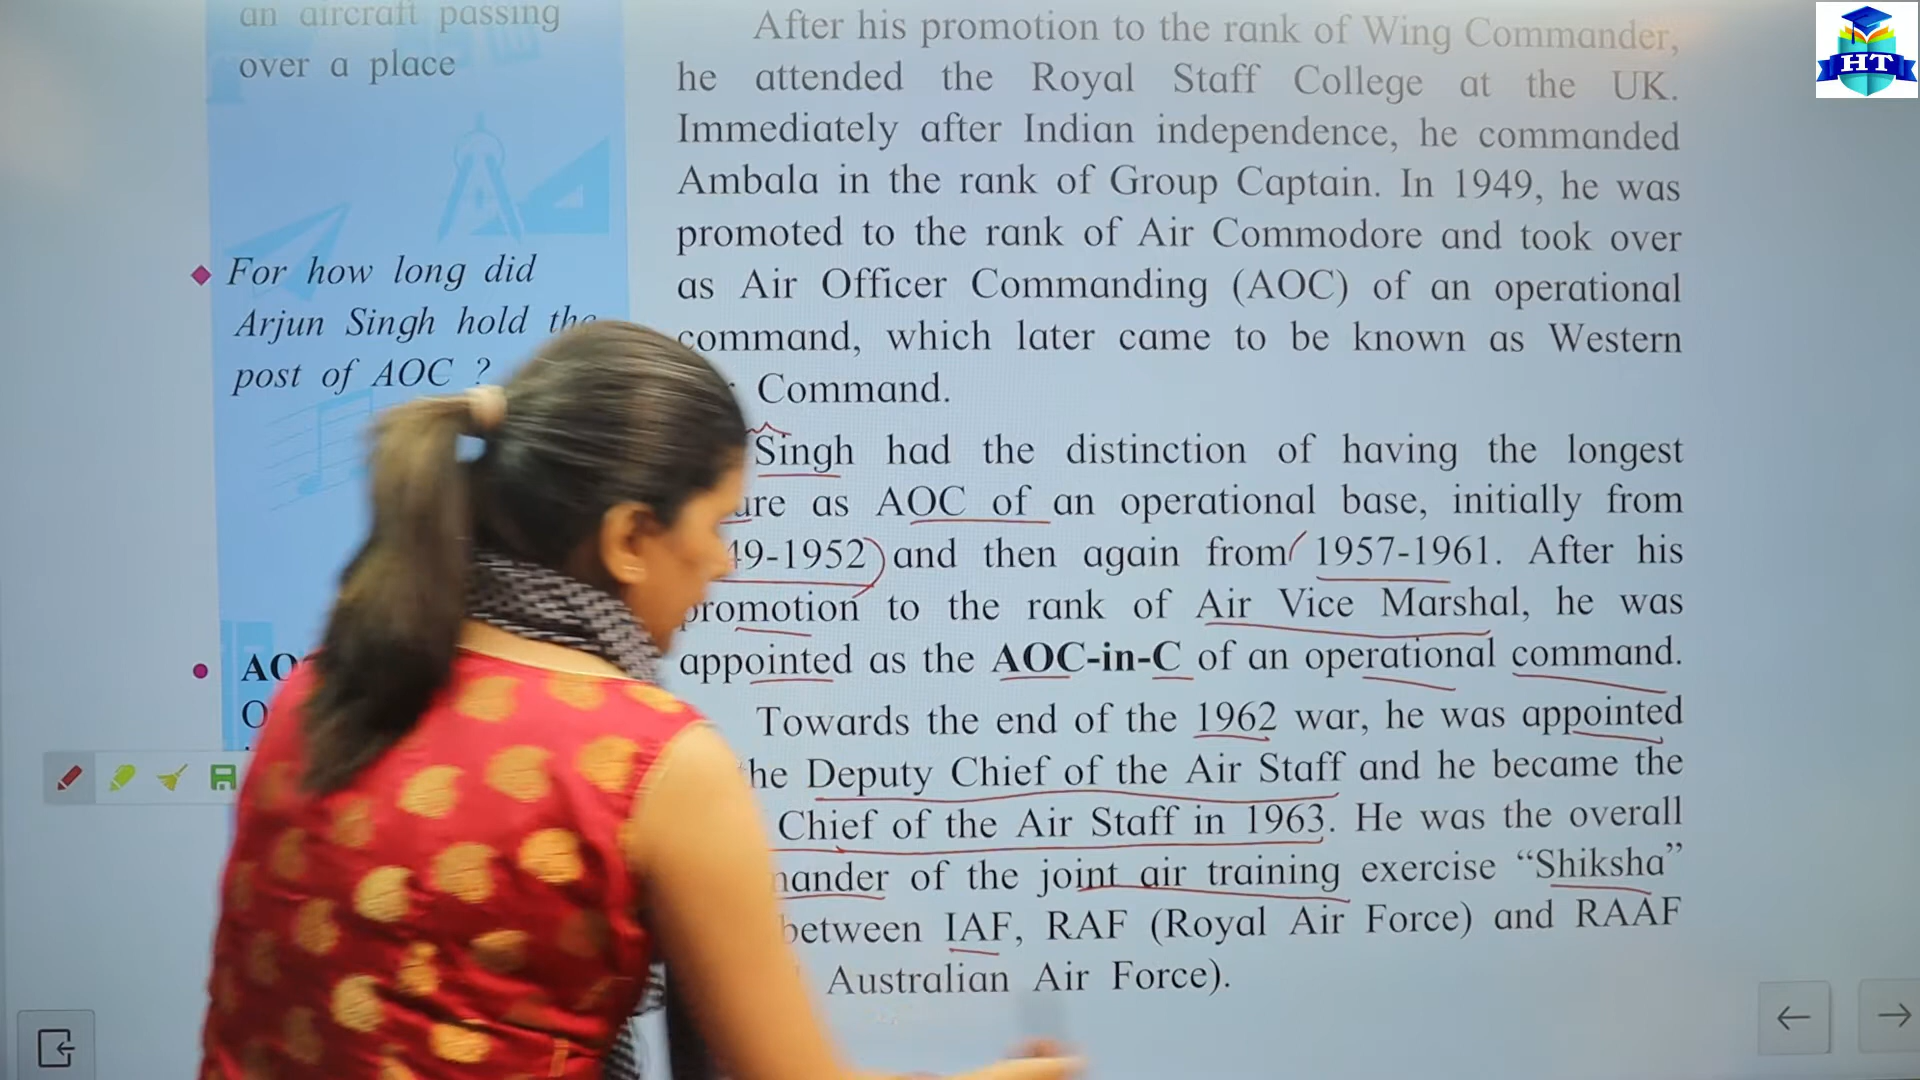 an aircraft passing
over a place
For how long did
Arjun Singh hold the
post of AOC ?
AO
O
After his promotion to the rank of Wing Commander,
he attended the Royal Staff College at the UK.
Immediately after Indian independence, he commanded
Ambala in the rank of Group Captain. In 1949, he was
promoted to the rank of Air Commodore and took over
as Air Officer Commanding (AOC) of an operational
command, which later came to be known as Western
Command.
Singh had the distinction of having the longest
ure as AOC of an operational base, initially from
49-1952 and then again from 1957-1961. After his
promotion to the rank of Air Vice Marshal, he was
appointed as the AOC-in-C of an operational command.
Towards the end of the 1962 war, he was appointed
he Deputy Chief of the Air Staff and he became the
Chief of the Air Staff in 1963. He was the overall
mander of the joint air training exercise “Shiksha”
between IAF, RAF (Royal Air Force) and RAAF
Australian Air Force).
HT